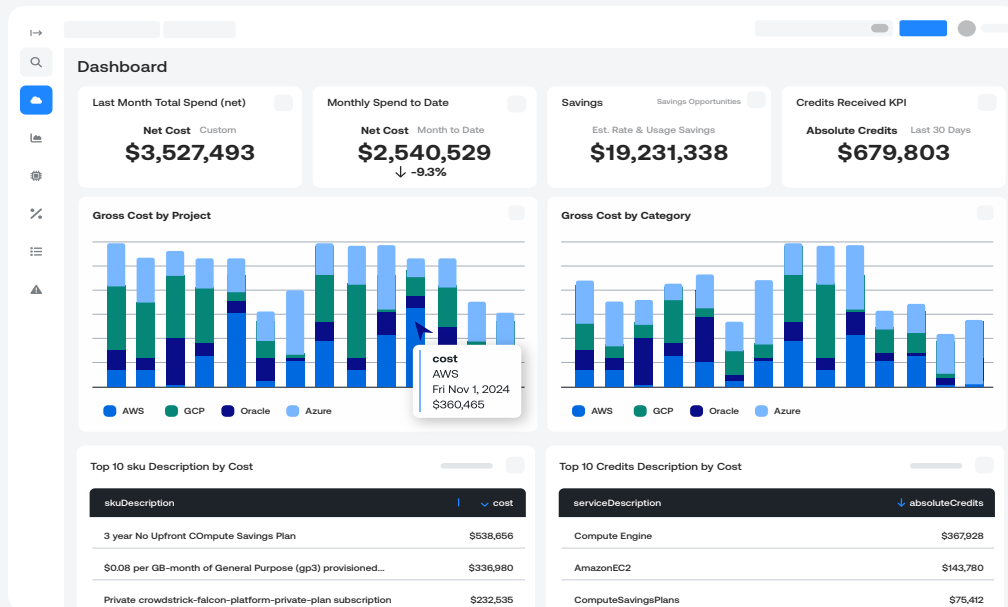 Dashboard
Last Month Total Spend (net)
Net Cost Custom
$3,527,493
Monthly Spend to Date
Net Cost Month to Date
$2,540,529
-9.3%
Savings Savings Opportunities
Est. Rate & Usage Savings
$19,231,338
Credits Received KPI
Absolute Credits Last 30 Days
$679,803
Gross Cost by Project
cost
AWS
Fri Nov 1, 2024
$360,465
AWS GCP Oracle Azure
Gross Cost by Category
AWS GCP Oracle Azure
Top 10 sku Description by Cost
skuDescription cost
3 year No Upfront COmpute Savings Plan $538,656
$0.08 per GB-month of General Purpose (gp3) provisioned... $336,980
Private crowdstrick-falcon-platform-private-plan subscription $232,535
Top 10 Credits Description by Cost
serviceDescription absoluteCredits
Compute Engine $367,928
AmazonEC2 $143,780
ComputeSavingsPlans $75,412